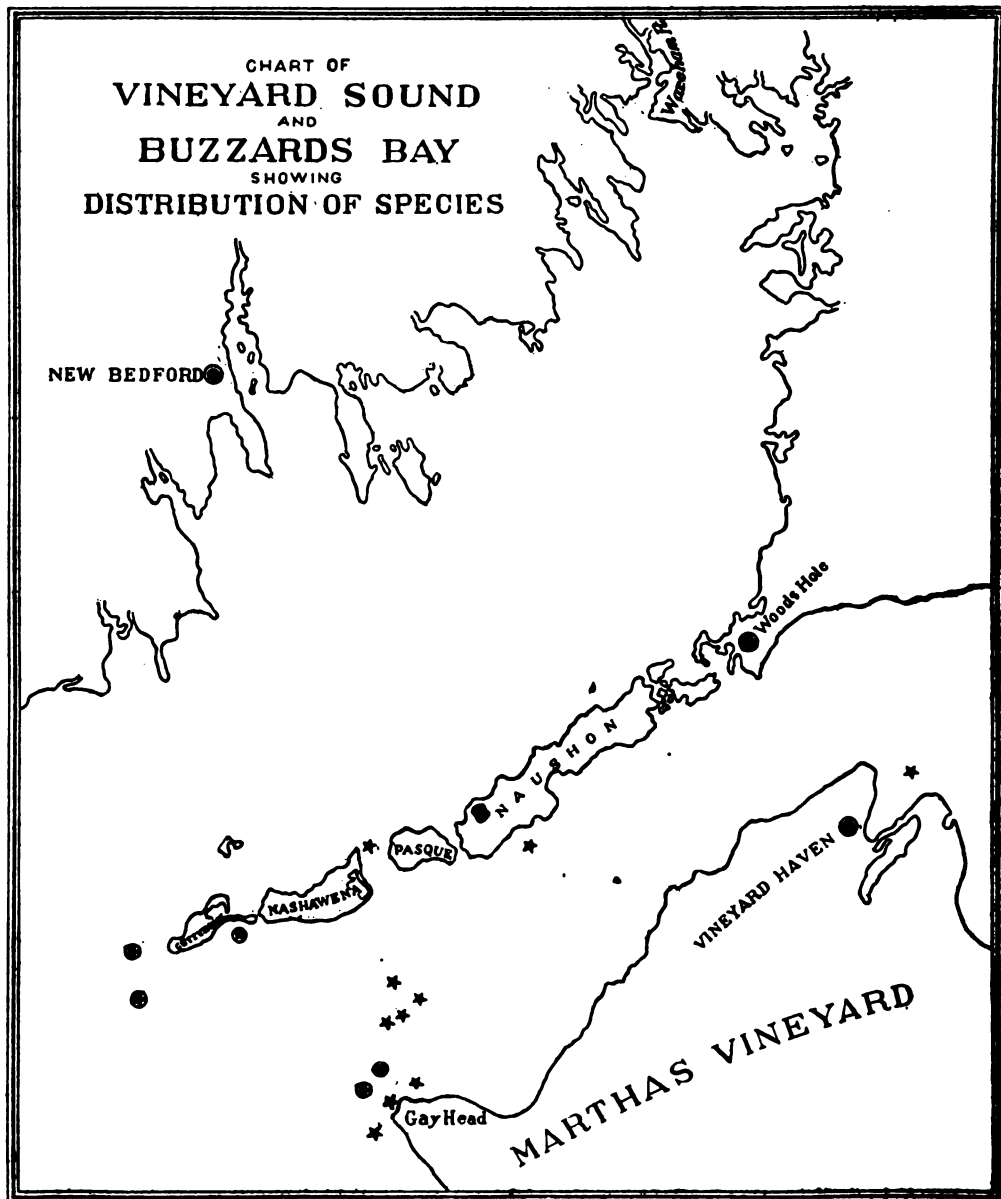 CHART OF
VINEYARD SOUND
AND
BUZZARDS BAY
SHOWING
DISTRIBUTION OF SPECIES
Wareham R.
NEW BEDFORD
Woods Hole
NAUSHON
PASQUE
NASHAWENA
VINEYARD HAVEN
MARTHAS VINEYARD
Gay Head